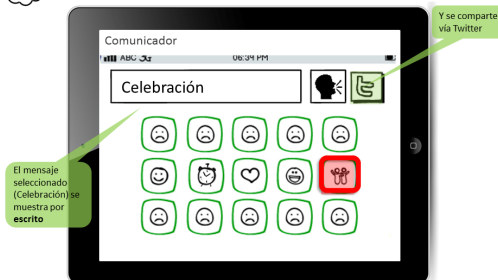 Y se comparte
vía Twitter
Comunicador
ABC 3G
06:34 PM
Celebración
El mensaje
seleccionado
(Celebración) se
muestra por
escrito